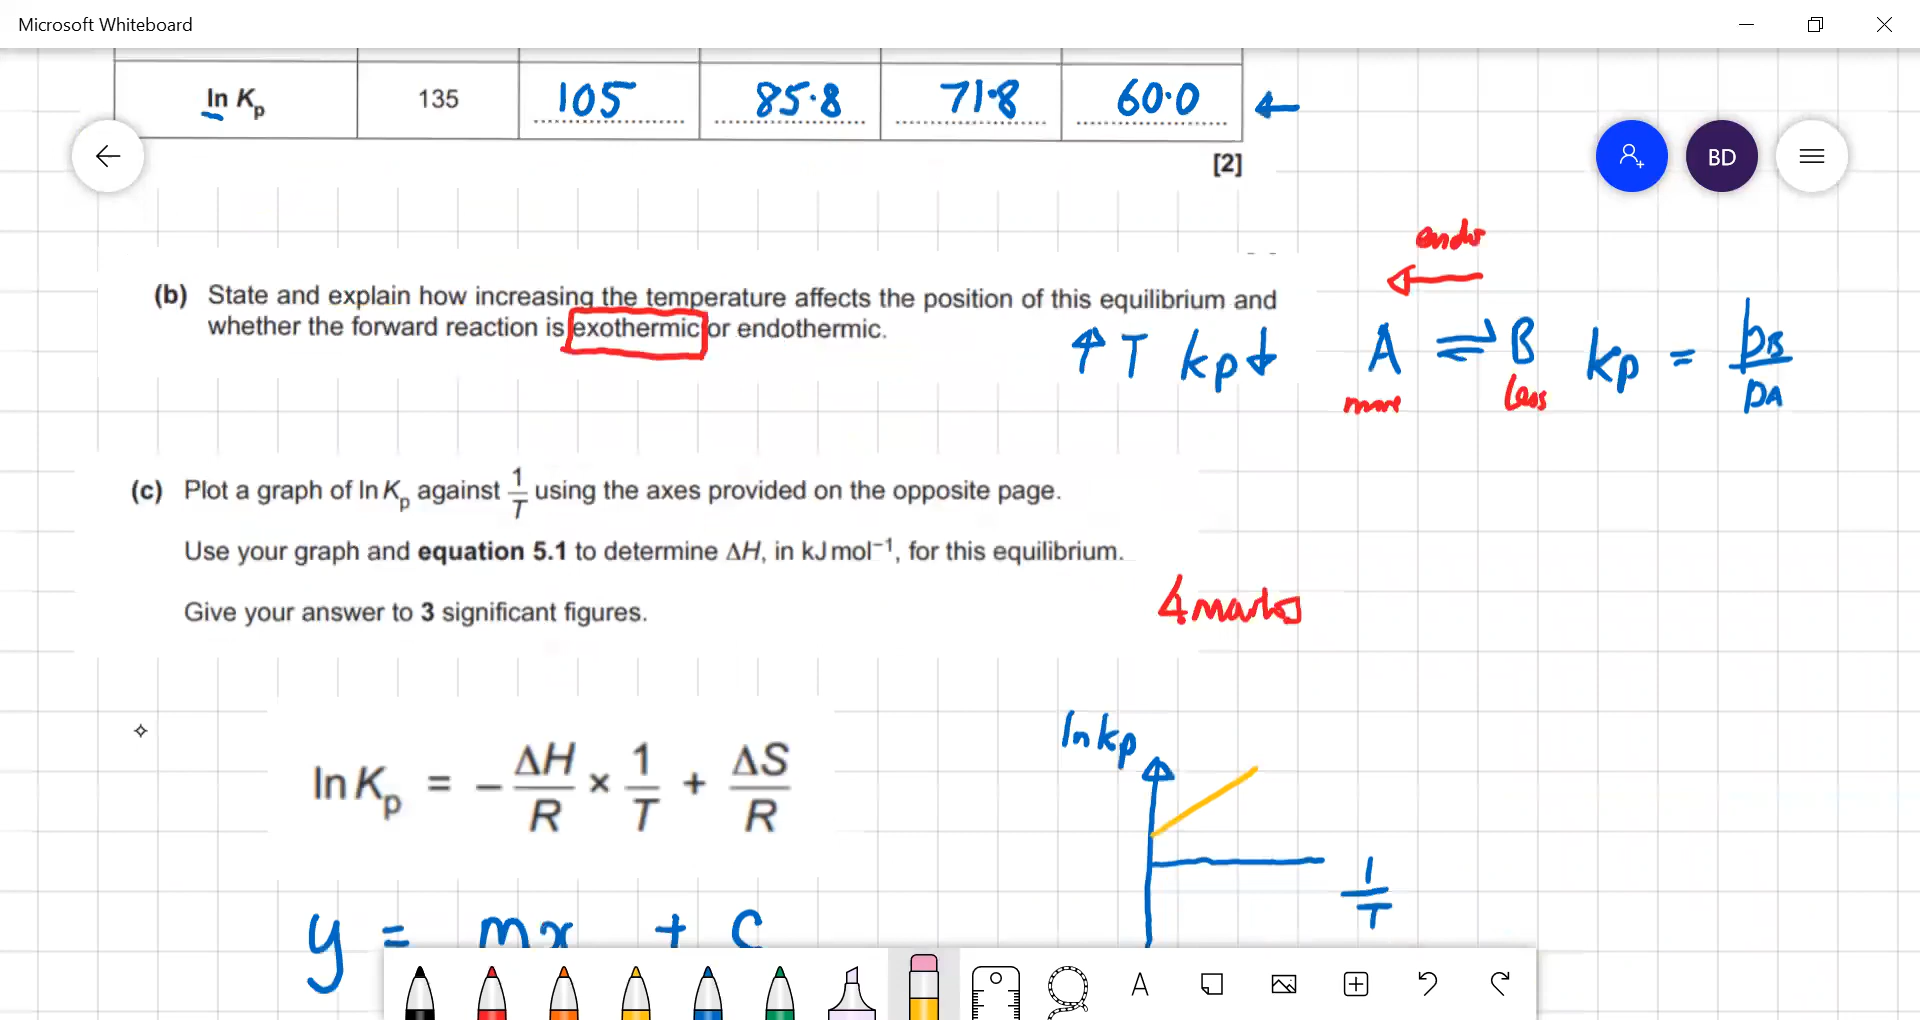 Microsoft Whiteboard
ln Kp 135 105 85.8 71.8 60.0
[2]
BD
endo
(b) State and explain how increasing the temperature affects the position of this equilibrium and
whether the forward reaction is exothermic or endothermic.
↑ T kp↓ A ⇌ B kp = pB/pA
more less
(c) Plot a graph of ln Kp against 1/T using the axes provided on the opposite page.
Use your graph and equation 5.1 to determine ΔH, in kJ mol⁻¹, for this equilibrium.
4 marks
Give your answer to 3 significant figures.
ln kp
ln Kp = − ΔH/R × 1/T + ΔS/R
1/T
y = mx + c
A